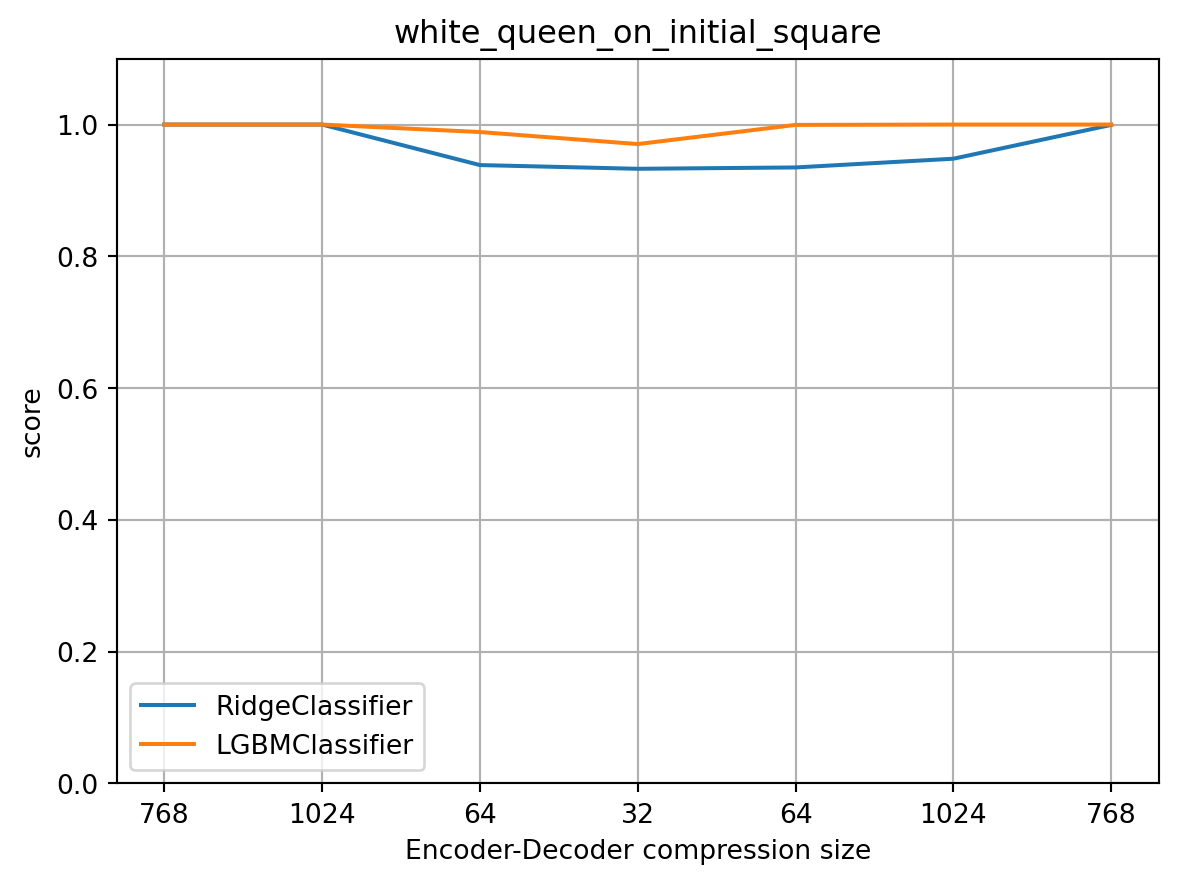 white_queen_on_initial_square
1.0
0.8
0.6
0.4
0.2
0.0
score
RidgeClassifier
LGBMClassifier
768 1024 64 32 64 1024 768
Encoder-Decoder compression size